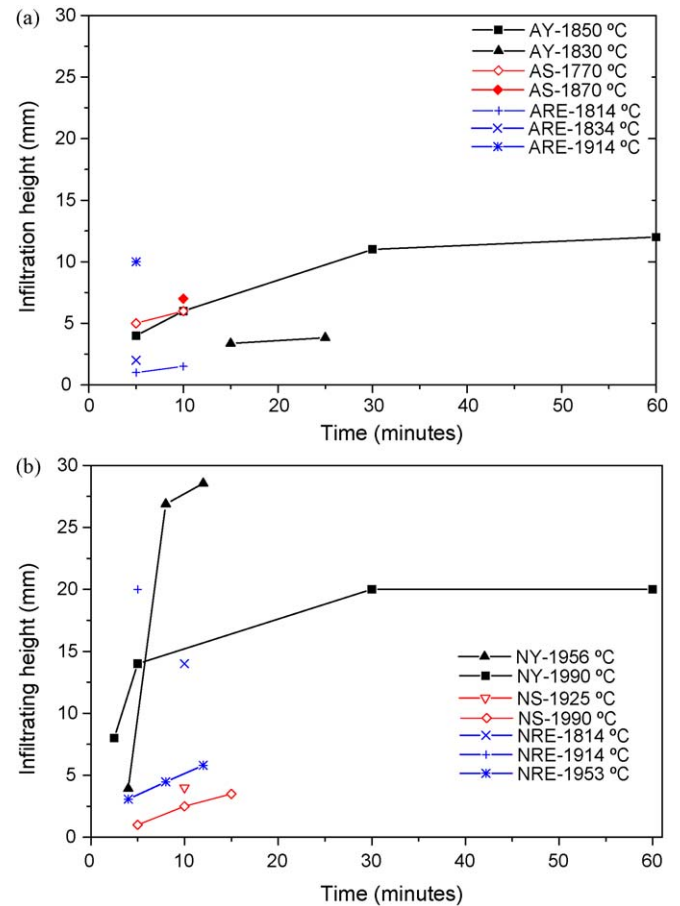 (a)
30
25
20
15
10
5
0
Infiltration height (mm)
AY-1850 ºC
AY-1830 ºC
AS-1770 ºC
AS-1870 ºC
ARE-1814 ºC
ARE-1834 ºC
ARE-1914 ºC
0 10 20 30 40 50 60
Time (minutes)
(b)
30
25
20
15
10
5
0
Infiltrating height (mm)
NY-1956 ºC
NY-1990 ºC
NS-1925 ºC
NS-1990 ºC
NRE-1814 ºC
NRE-1914 ºC
NRE-1953 ºC
0 10 20 30 40 50 60
Time (minutes)